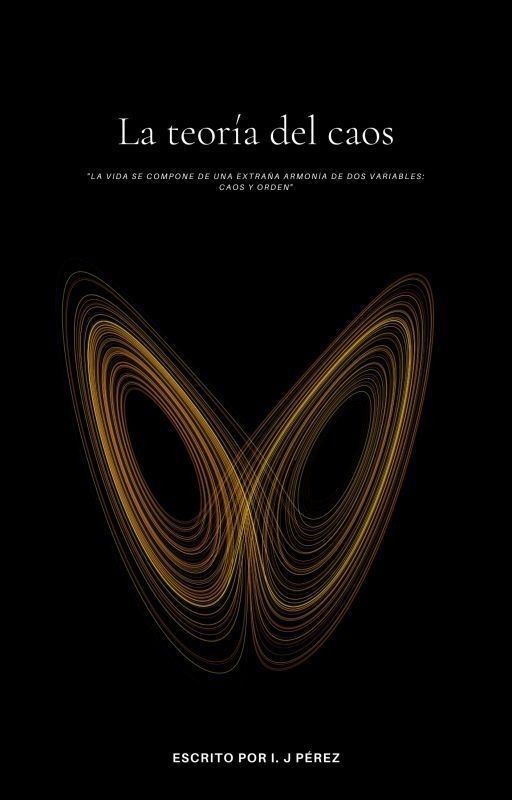 La teoría del caos
"LA VIDA SE COMPONE DE UNA EXTRAÑA ARMONÍA DE DOS VARIABLES:
CAOS Y ORDEN"
ESCRITO POR I. J PÉREZ